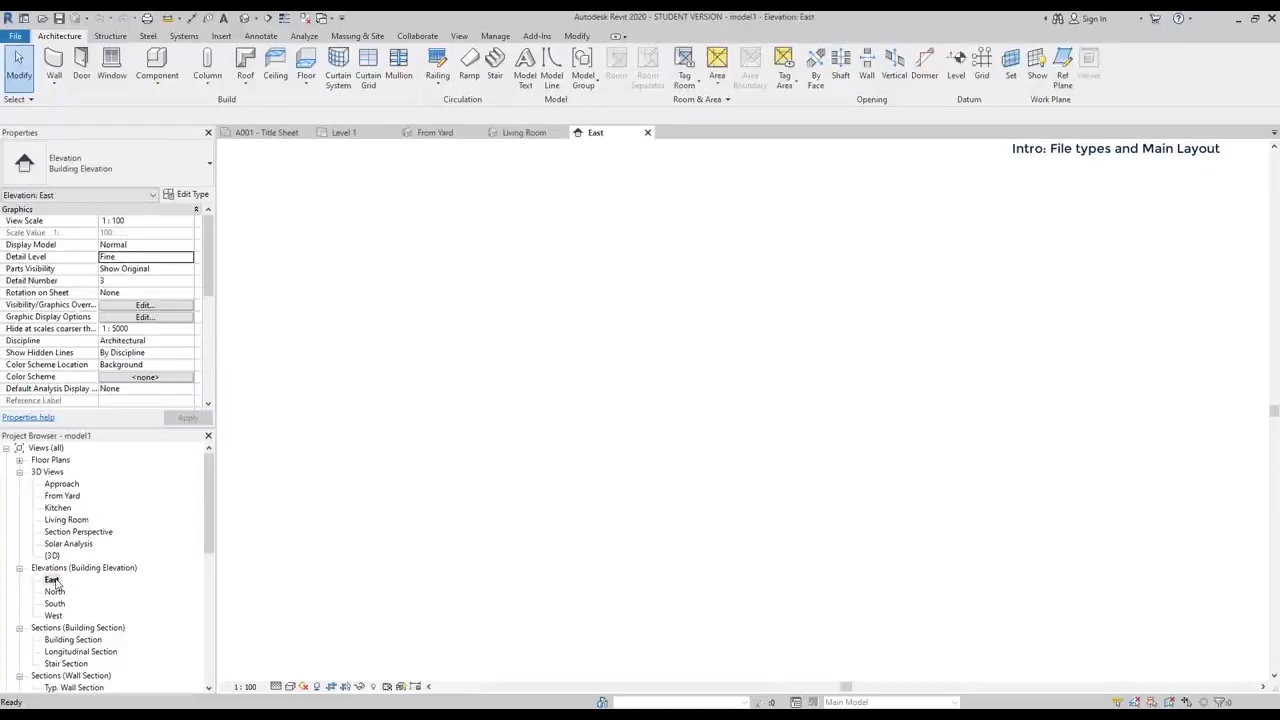 Autodesk Revit 2020 - STUDENT VERSION - model1 - Elevation: East
Sign In
File Architecture Structure Steel Systems Insert Annotate Analyze Massing & Site Collaborate View Manage Add-Ins Modify
Modify Wall Door Window Component Column Roof Ceiling Floor Curtain System Curtain Grid Mullion Railing Ramp Stair Model Text Model Line Model Group Room Room Separator Tag Room Area Area Boundary Tag Area By Face Shaft Wall Vertical Dormer Level Grid Set Show Ref Plane Viewer
Select Build Circulation Model Room & Area Opening Datum Work Plane
Properties
A001 - Title Sheet Level 1 From Yard Living Room East
Intro: File types and Main Layout
Elevation
Building Elevation
Elevation: East Edit Type
Graphics
View Scale 1 : 100
Scale Value 1: 100
Display Model Normal
Detail Level Fine
Parts Visibility Show Original
Detail Number 3
Rotation on Sheet None
Visibility/Graphics Overr... Edit...
Graphic Display Options Edit...
Hide at scales coarser th... 1 : 5000
Discipline Architectural
Show Hidden Lines By Discipline
Color Scheme Location Background
Color Scheme <none>
Default Analysis Display ... None
Reference Label
Properties help Apply
Project Browser - model1
Views (all)
Floor Plans
3D Views
Approach
From Yard
Kitchen
Living Room
Section Perspective
Solar Analysis
{3D}
Elevations (Building Elevation)
East
North
South
West
Sections (Building Section)
Building Section
Longitudinal Section
Stair Section
Sections (Wall Section)
Typ. Wall Section
1 : 100
Ready :0 Main Model :0